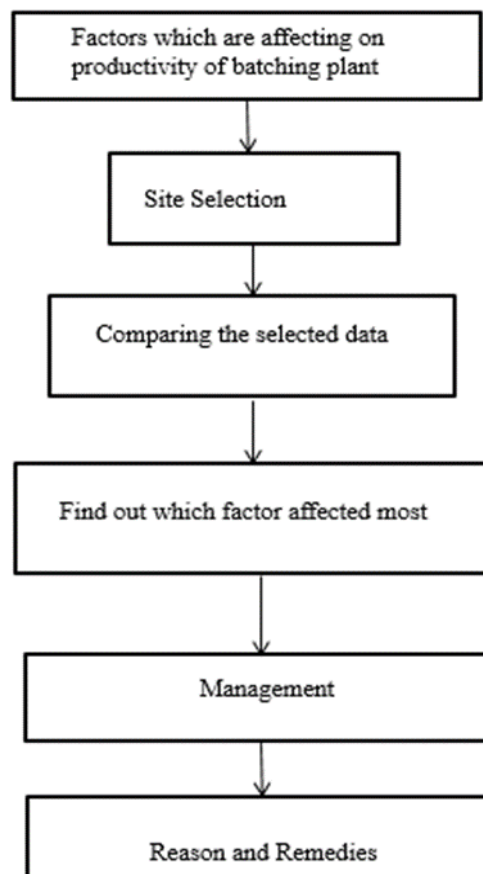 Factors which are affecting on
productivity of batching plant
Site Selection
Comparing the selected data
Find out which factor affected most
Management
Reason and Remedies